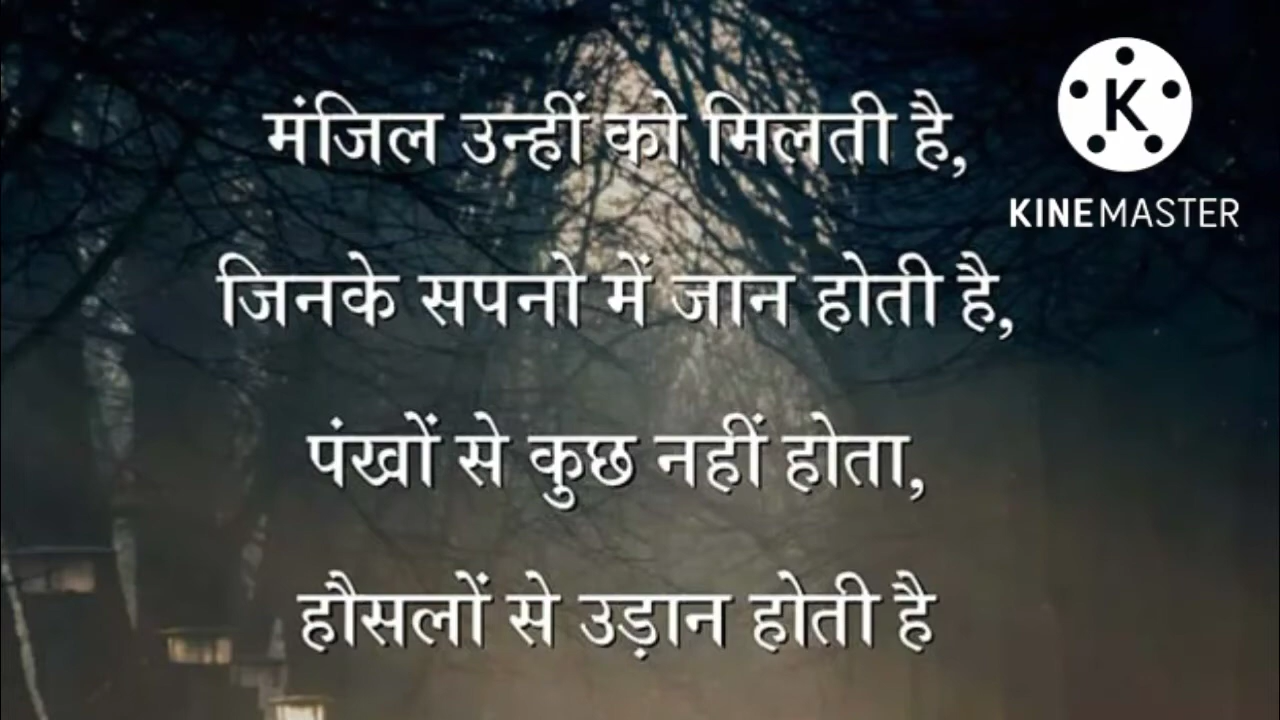 मंजिल उन्हीं को मिलती है,
जिनके सपनो में जान होती है,
पंखों से कुछ नहीं होता,
हौसलों से उड़ान होती है
K
KINEMASTER